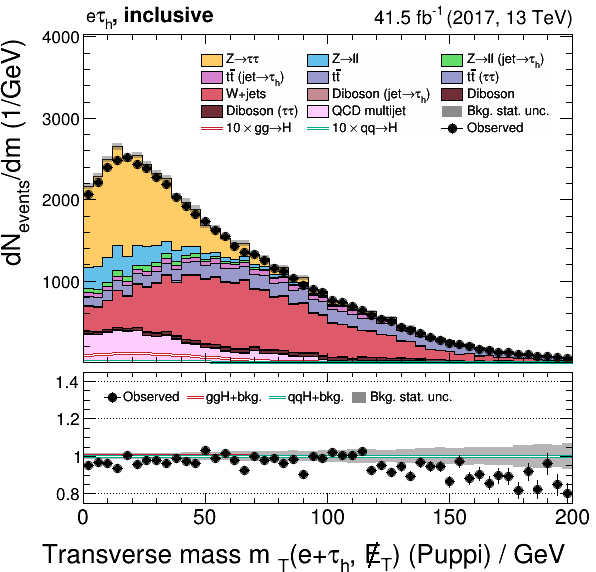 eτh, inclusive 41.5 fb-1 (2017, 13 TeV)
dNevents/dm (1/GeV)
4000
3000
2000
1000
Z→ττ Z→ll Z→ll (jet→τh)
tt̄ (jet→τh) tt̄ tt̄ (ττ)
W+jets Diboson (jet→τh) Diboson
Diboson (ττ) QCD multijet Bkg. stat. unc.
10 × gg→H 10 × qq→H Observed
1.4
1.2
1
0.8
Observed ggH+bkg. qqH+bkg. Bkg. stat. unc.
0 50 100 150 200
Transverse mass m T(e+τh, E̸T) (Puppi) / GeV